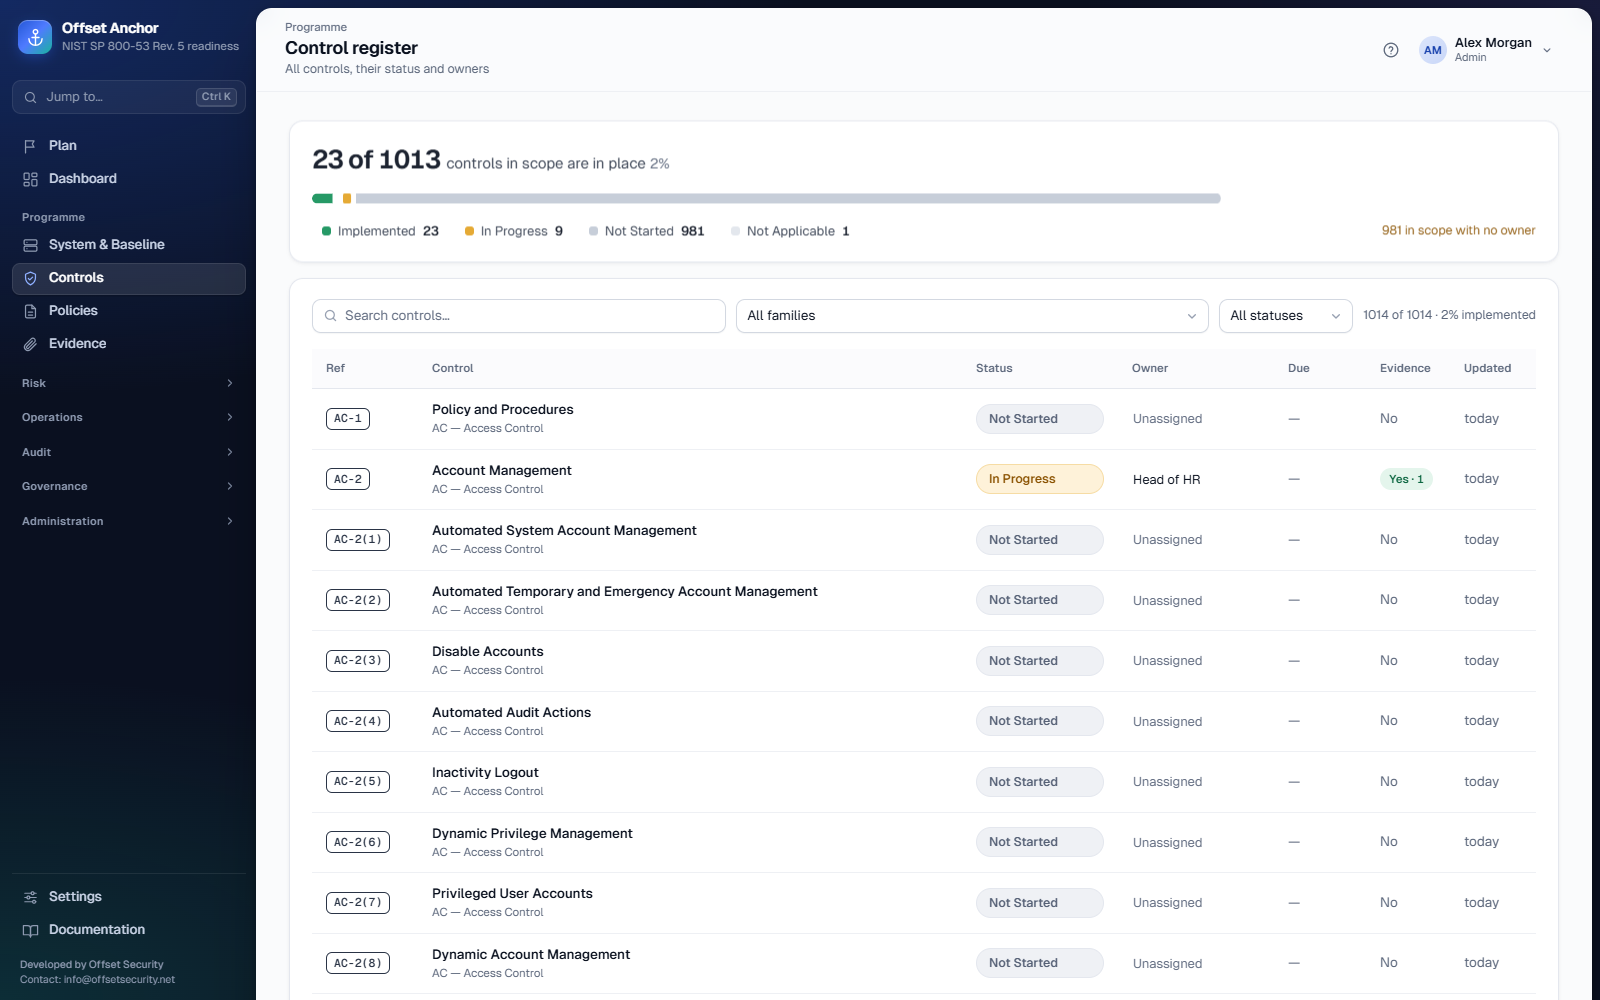 Offset Anchor
NIST SP 800-53 Rev. 5 readiness
Jump to...
Ctrl K
Plan
Dashboard
Programme
System & Baseline
Controls
Policies
Evidence
Risk
Operations
Audit
Governance
Administration
Settings
Documentation
Developed by Offset Security
Contact: info@offsetsecurity.net
Programme
Control register
All controls, their status and owners
AM
Alex Morgan
Admin
23 of 1013 controls in scope are in place 2%
Implemented 23 In Progress 9 Not Started 981 Not Applicable 1
981 in scope with no owner
Search controls...
All families
All statuses
1014 of 1014 · 2% implemented
Ref Control Status Owner Due Evidence Updated
AC-1 Policy and Procedures Not Started Unassigned — No today
AC — Access Control
AC-2 Account Management In Progress Head of HR — Yes · 1 today
AC — Access Control
AC-2(1) Automated System Account Management Not Started Unassigned — No today
AC — Access Control
AC-2(2) Automated Temporary and Emergency Account Management Not Started Unassigned — No today
AC — Access Control
AC-2(3) Disable Accounts Not Started Unassigned — No today
AC — Access Control
AC-2(4) Automated Audit Actions Not Started Unassigned — No today
AC — Access Control
AC-2(5) Inactivity Logout Not Started Unassigned — No today
AC — Access Control
AC-2(6) Dynamic Privilege Management Not Started Unassigned — No today
AC — Access Control
AC-2(7) Privileged User Accounts Not Started Unassigned — No today
AC — Access Control
AC-2(8) Dynamic Account Management Not Started Unassigned — No today
AC — Access Control